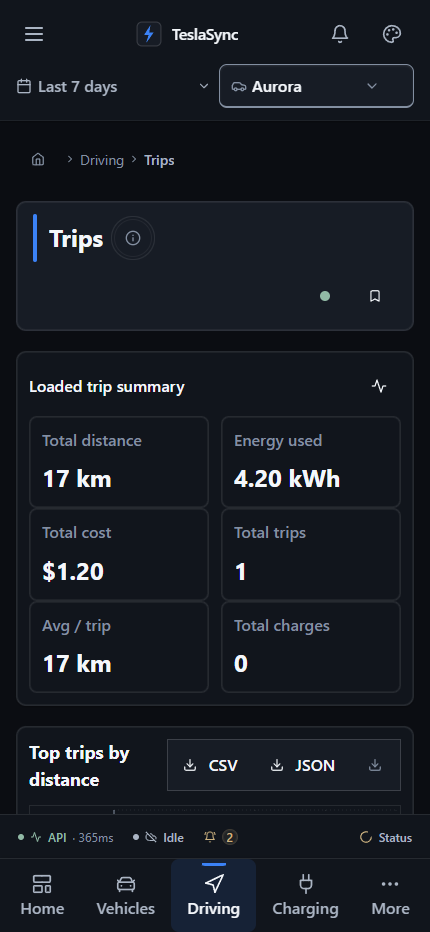 TeslaSync
Last 7 days
Aurora
Driving
Trips
Trips
Loaded trip summary
Total distance
Energy used
17 km
4.20 kWh
Total cost
Total trips
$1.20
1
Avg / trip
Total charges
17 km
0
Top trips by
distance
CSV
JSON
API · 365ms
Idle
2
Status
Home
Vehicles
Driving
Charging
More